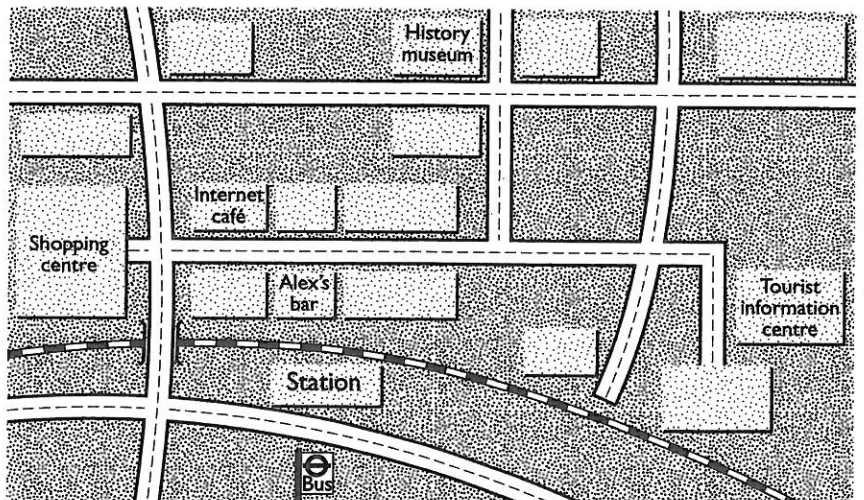 History
museum
Internet
café
Shopping
centre
Alex's
bar
Tourist
information
centre
Station
Bus